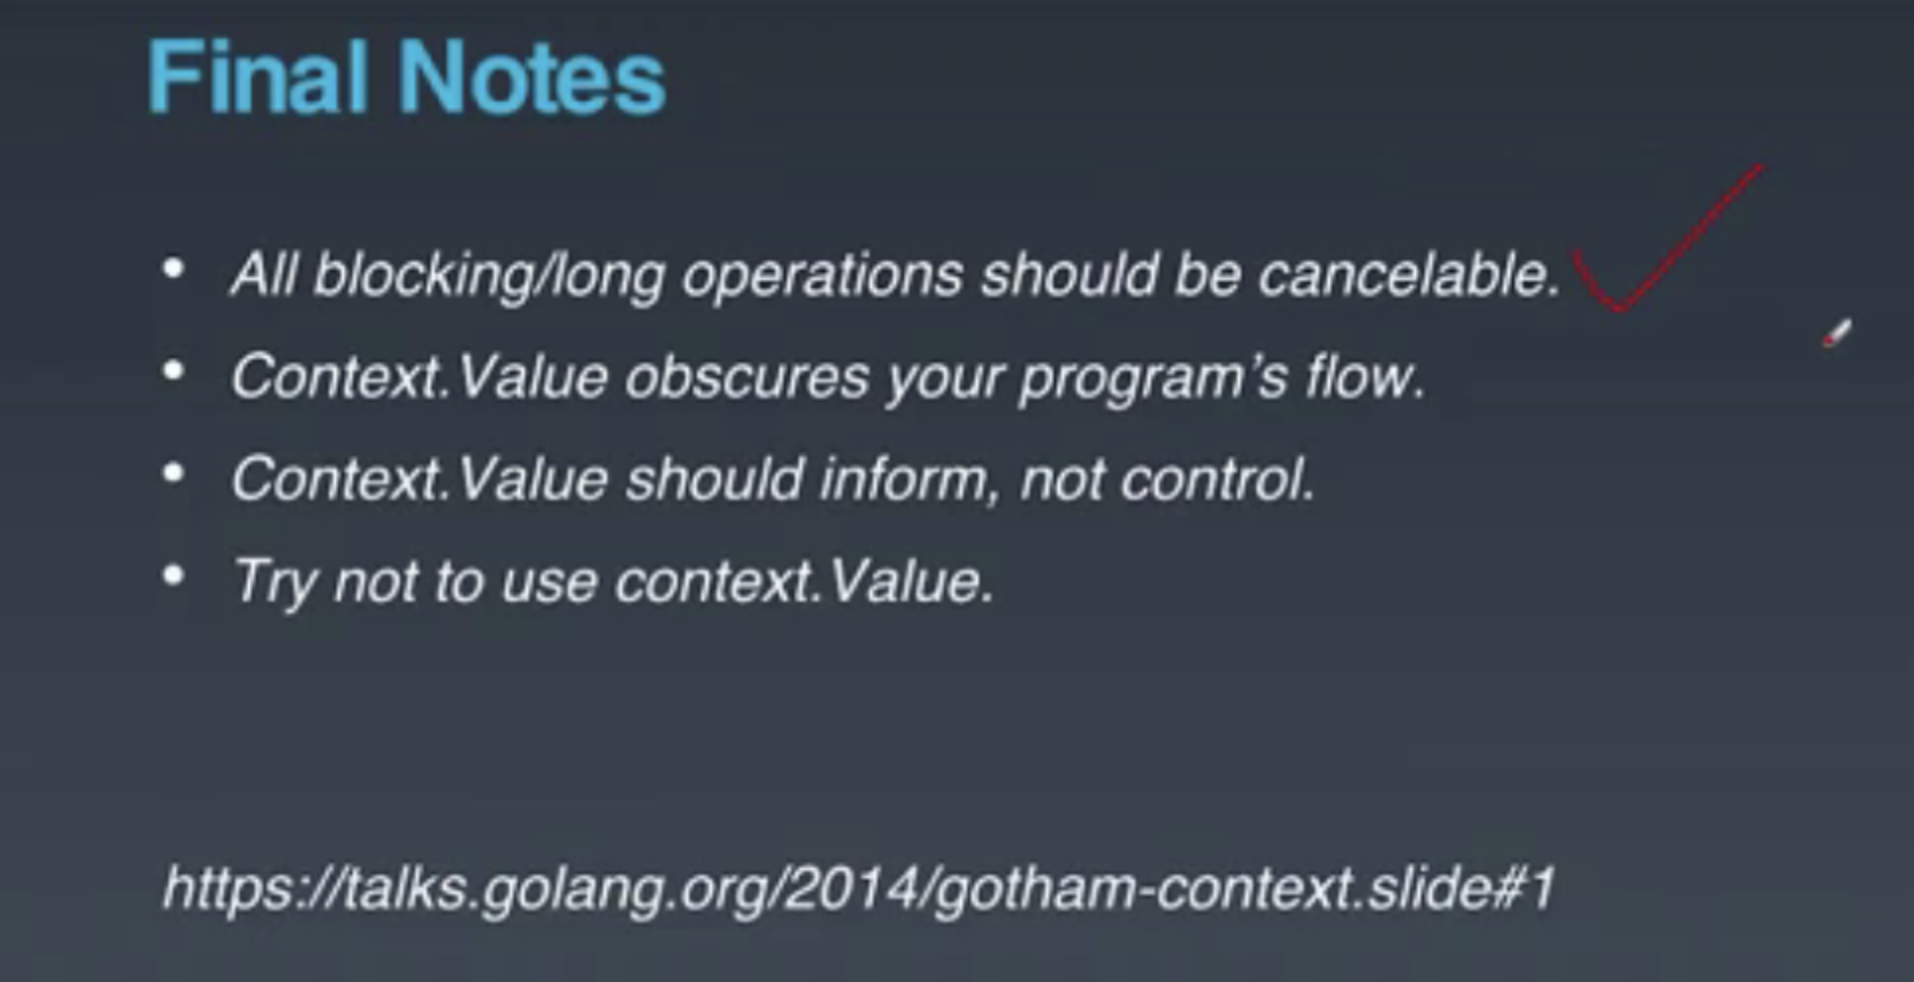 Final Notes
• All blocking/long operations should be cancelable.
• Context.Value obscures your program’s flow.
• Context.Value should inform, not control.
• Try not to use context.Value.
https://talks.golang.org/2014/gotham-context.slide#1